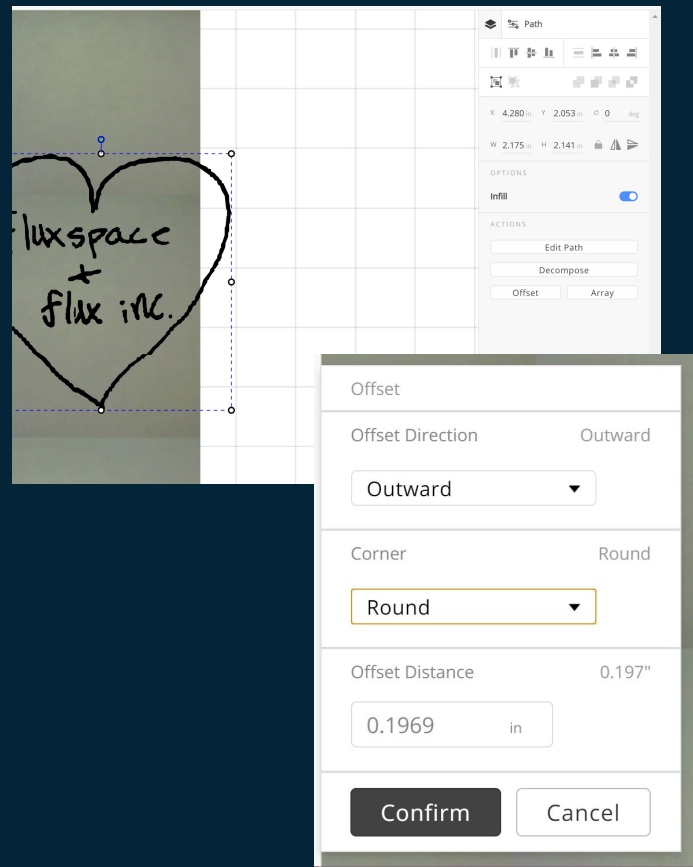 Path
X 4.280 in Y 2.053 in C 0 deg
W 2.175 in H 2.141 in
OPTIONS
Infill
ACTIONS
Edit Path
Decompose
Offset Array
luxspace
+
flux inc.
Offset
Offset Direction Outward
Outward
Corner Round
Round
Offset Distance 0.197"
0.1969 in
Confirm Cancel